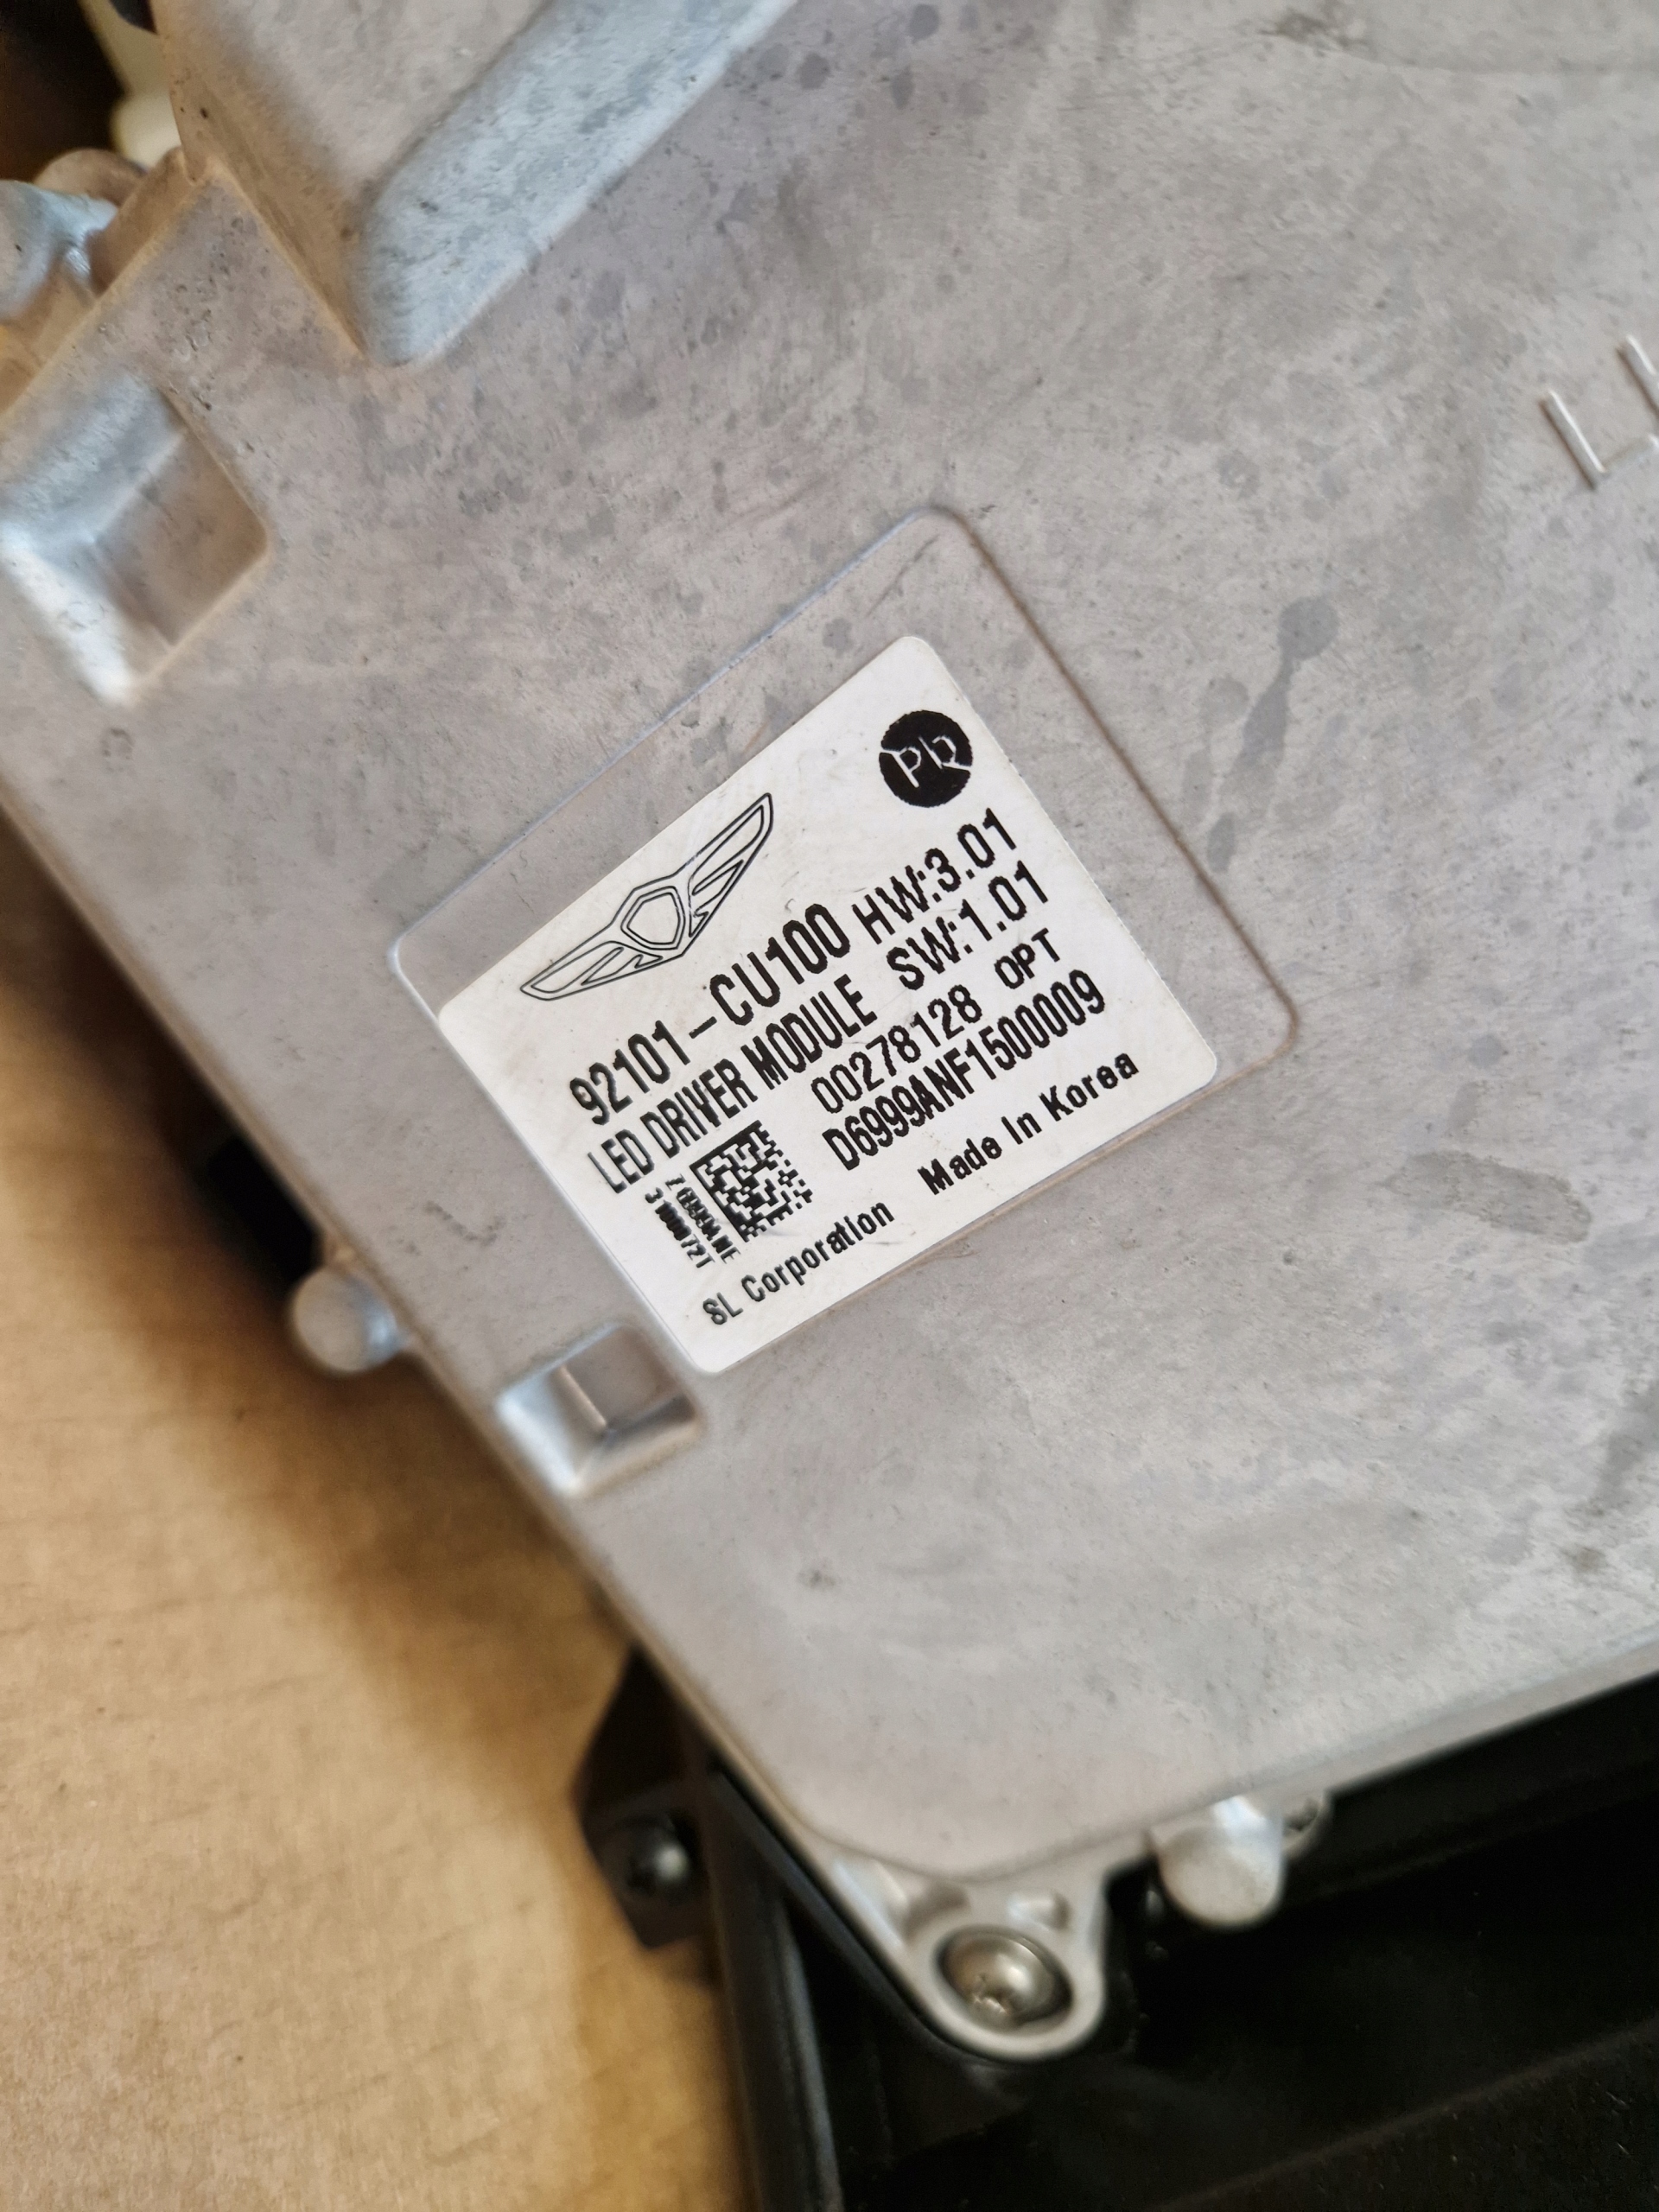 Pb
92101-CU100 HW:3.01
LED DRIVER MODULE SW:1.01
00278128 OPT
D6999ANF1500009
SL Corporation Made In Korea